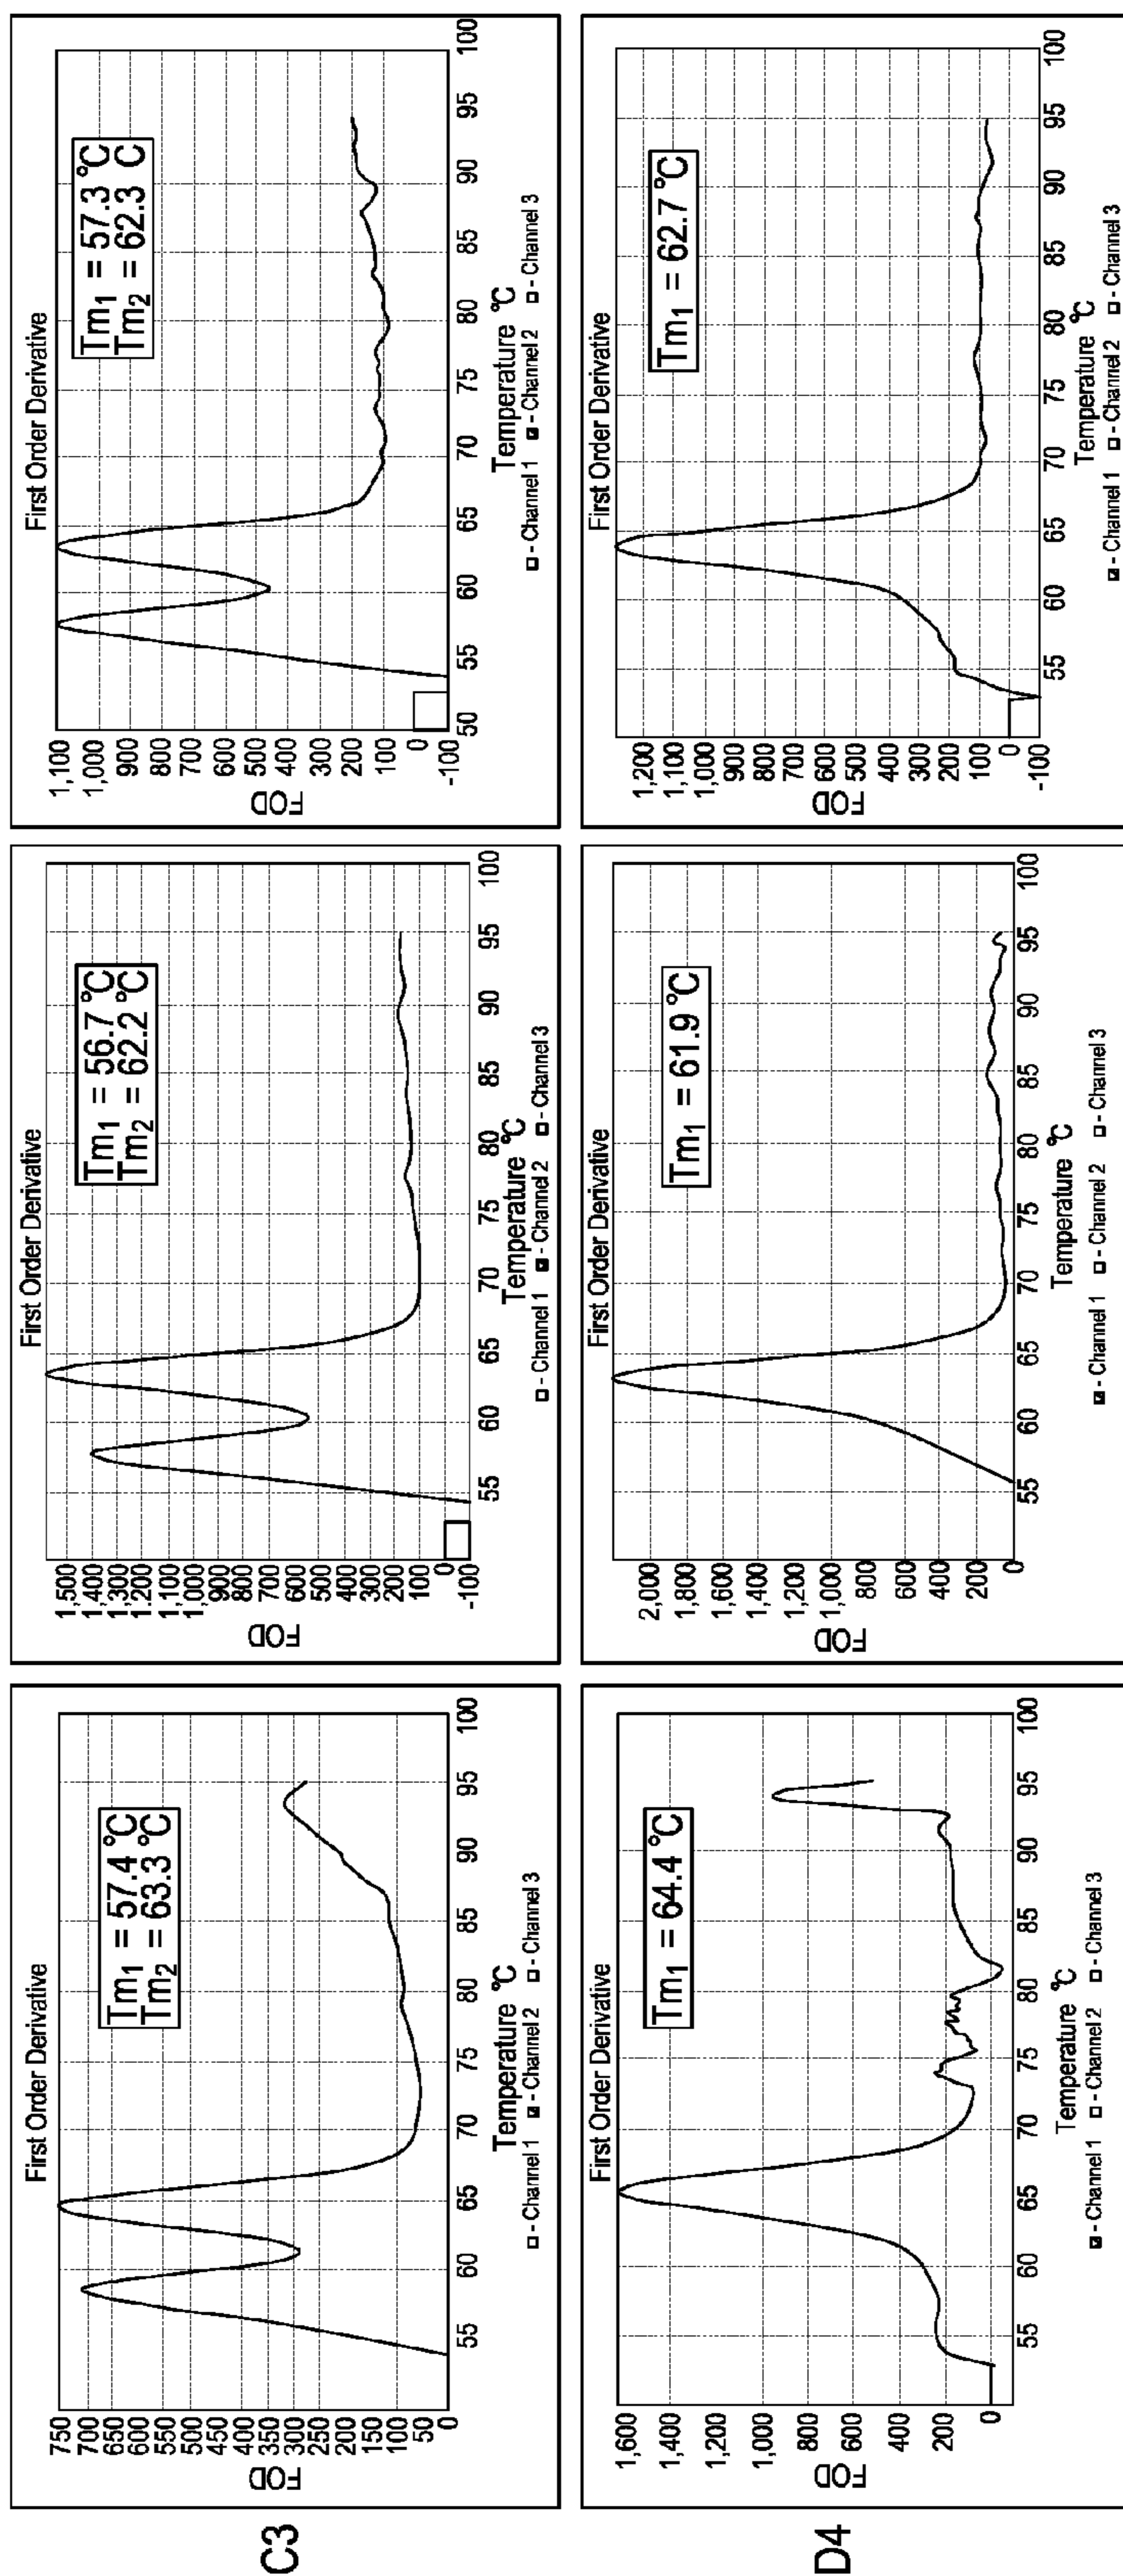 C3
First Order Derivative
Tm1 = 57.4 °C
Tm2 = 63.3 °C
FOD
750
700
650
600
550
500
450
400
350
300
250
200
150
100
50
0
55 60 65 70 75 80 85 90 95 100
Temperature °C
- Channel 1 - Channel 2 - Channel 3
First Order Derivative
Tm1 = 56.7 °C
Tm2 = 62.2 °C
FOD
1,500
1,400
1,300
1,200
1,100
1,000
900
800
700
600
500
400
300
200
100
0
-100
55 60 65 70 75 80 85 90 95 100
Temperature °C
- Channel 1 - Channel 2 - Channel 3
First Order Derivative
Tm1 = 57.3 °C
Tm2 = 62.3 C
FOD
1,100
1,000
900
800
700
600
500
400
300
200
100
0
-100
50 55 60 65 70 75 80 85 90 95 100
Temperature °C
- Channel 1 - Channel 2 - Channel 3
D4
First Order Derivative
Tm1 = 64.4 °C
FOD
1,600
1,400
1,200
1,000
800
600
400
200
0
55 60 65 70 75 80 85 90 95 100
Temperature °C
- Channel 1 - Channel 2 - Channel 3
First Order Derivative
Tm1 = 61.9 °C
FOD
2,000
1,800
1,600
1,400
1,200
1,000
800
600
400
200
0
55 60 65 70 75 80 85 90 95 100
Temperature °C
- Channel 1 - Channel 2 - Channel 3
First Order Derivative
Tm1 = 62.7 °C
FOD
1,200
1,100
1,000
900
800
700
600
500
400
300
200
100
0
-100
55 60 65 70 75 80 85 90 95 100
Temperature °C
- Channel 1 - Channel 2 - Channel 3